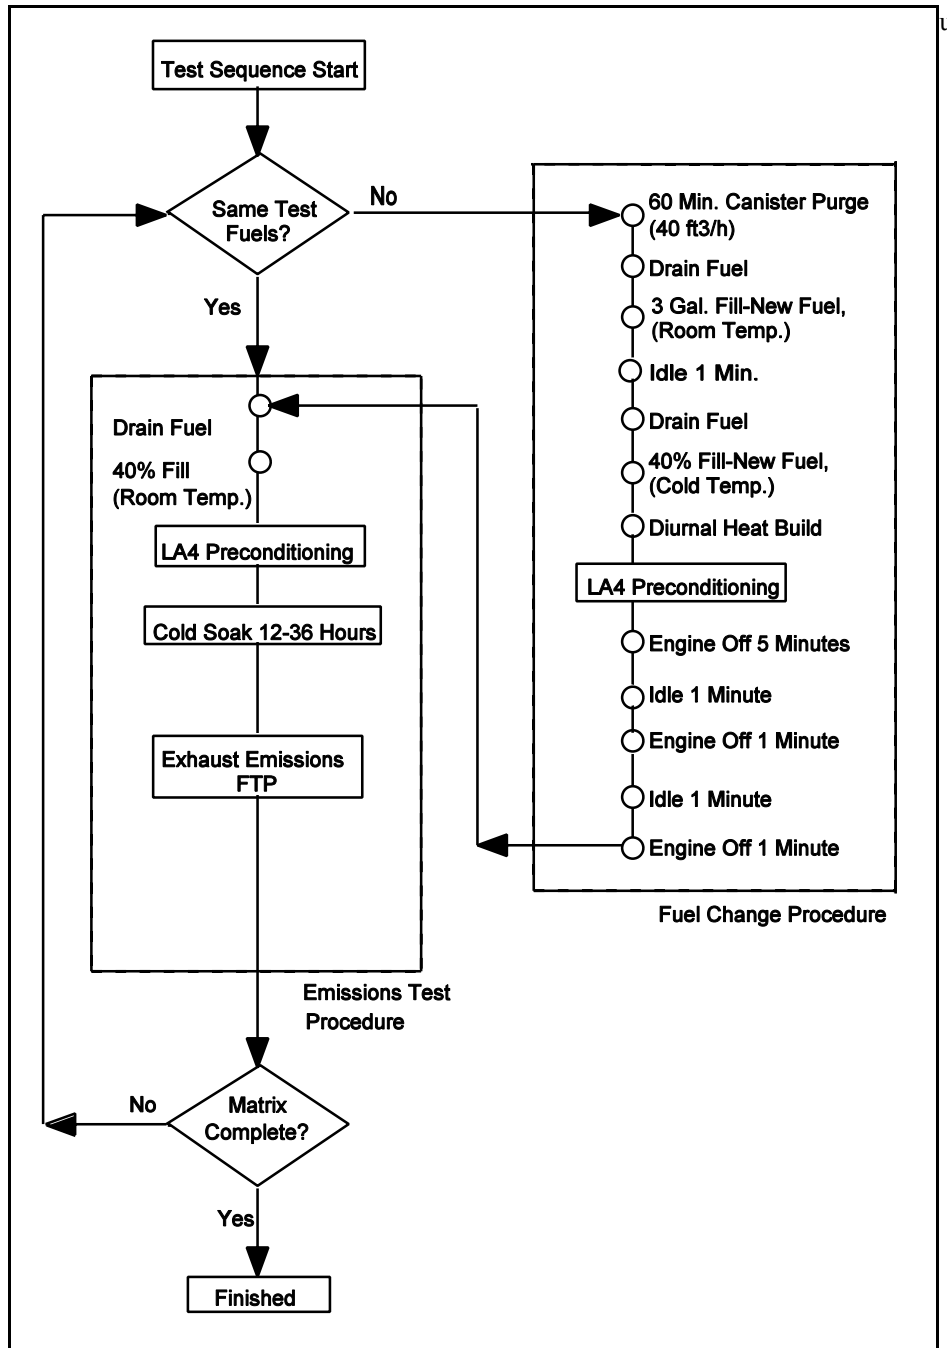 Test Sequence Start
Same Test
Fuels?
No
Yes
Drain Fuel
40% Fill
(Room Temp.)
LA4 Preconditioning
Cold Soak 12-36 Hours
Exhaust Emissions
FTP
Emissions Test
Procedure
60 Min. Canister Purge
(40 ft3/h)
Drain Fuel
3 Gal. Fill-New Fuel,
(Room Temp.)
Idle 1 Min.
Drain Fuel
40% Fill-New Fuel,
(Cold Temp.)
Diurnal Heat Build
LA4 Preconditioning
Engine Off 5 Minutes
Idle 1 Minute
Engine Off 1 Minute
Idle 1 Minute
Engine Off 1 Minute
Fuel Change Procedure
Matrix
Complete?
No
Yes
Finished